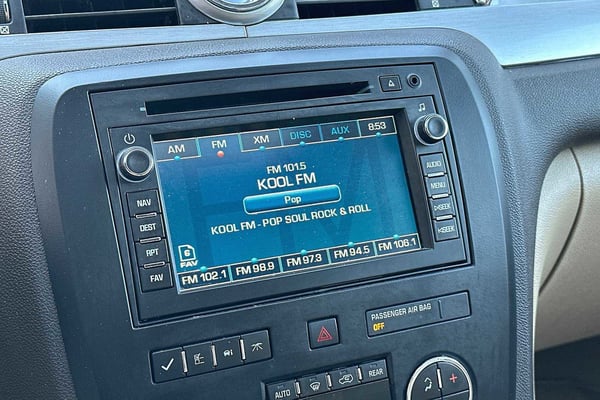 AM FM XM DISC AUX 8:53
FM 101.5
KOOL FM
Pop
KOOL FM - POP SOUL ROCK & ROLL
6
FAV
FM 102.1 FM 98.9 FM 97.3 FM 94.5 FM 106.1
NAV
DEST
RPT
FAV
AUDIO
MENU
SEEK
SEEK
PASSENGER AIR BAG
OFF
AUTO
REAR